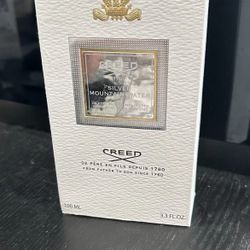 CREED
SILVER
MOUNTAIN WATER
CREED
DE PÈRE EN FILS DEPUIS 1760
FROM FATHER TO SON SINCE 1760
100 ML
3.3 FL.OZ.